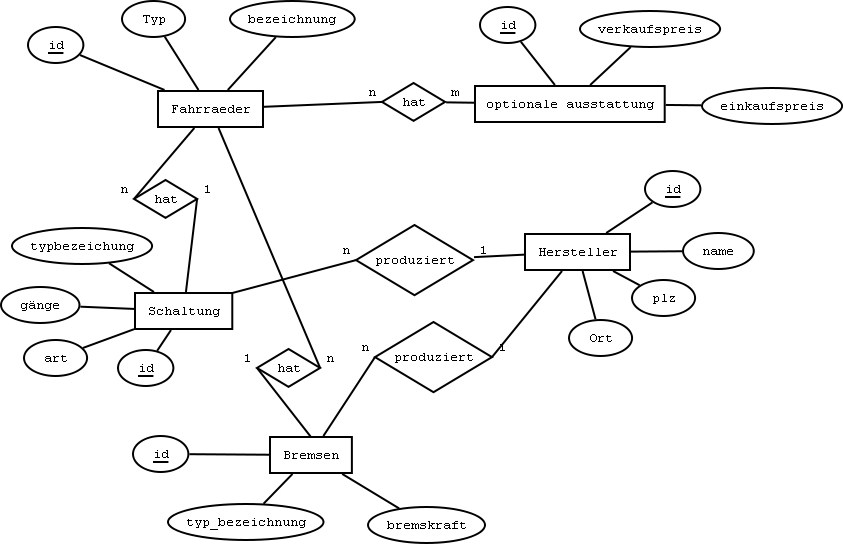 Typ
bezeichnung
id
id
verkaufspreis
n
hat
m
Fahrraeder
optionale ausstattung
einkaufspreis
n
hat
1
id
typbezeichung
n
produziert
1
Hersteller
name
gänge
Schaltung
plz
art
id
Ort
1
hat
n
n
produziert
1
id
Bremsen
typ_bezeichnung
bremskraft